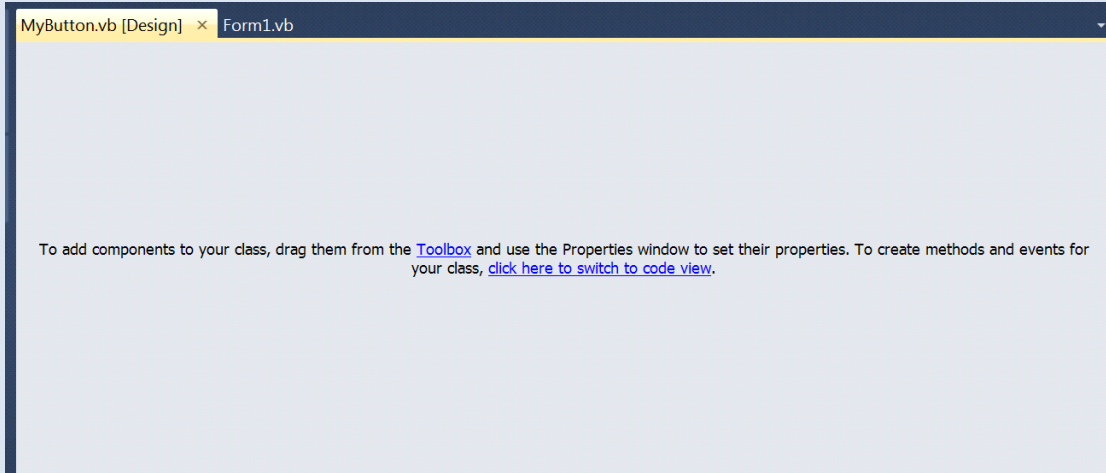 MyButton.vb [Design] × Form1.vb
To add components to your class, drag them from the Toolbox and use the Properties window to set their properties. To create methods and events for
your class, click here to switch to code view.